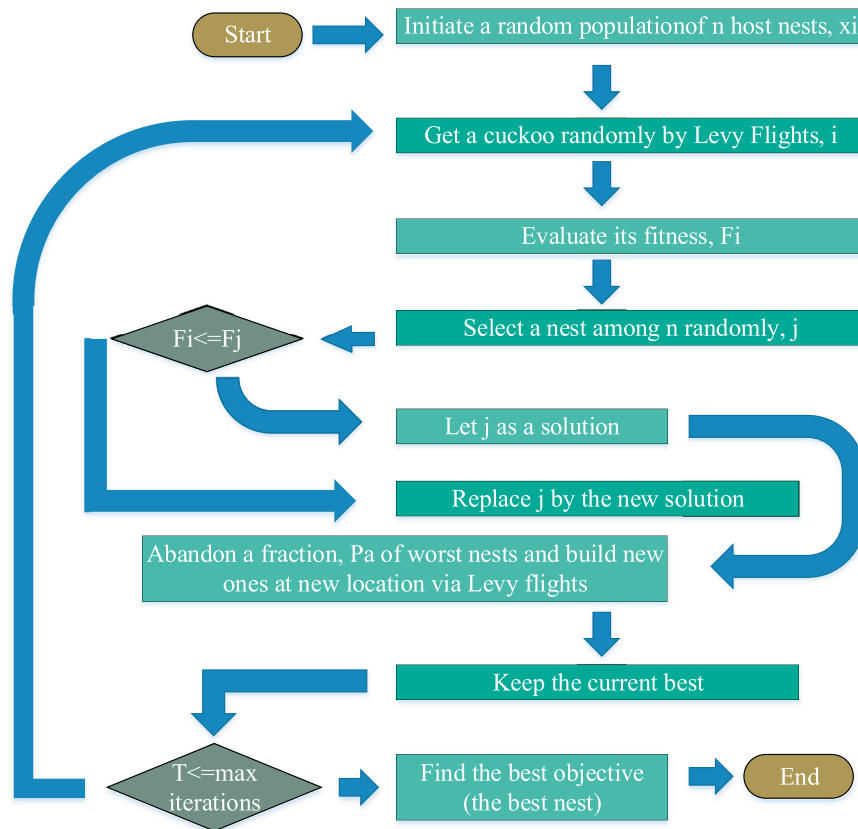 Start
Initiate a random populationof n host nests, xi
Get a cuckoo randomly by Levy Flights, i
Evaluate its fitness, Fi
Select a nest among n randomly, j
Fi<=Fj
Let j as a solution
Replace j by the new solution
Abandon a fraction, Pa of worst nests and build new
ones at new location via Levy flights
Keep the current best
T<=max
iterations
Find the best objective
(the best nest)
End